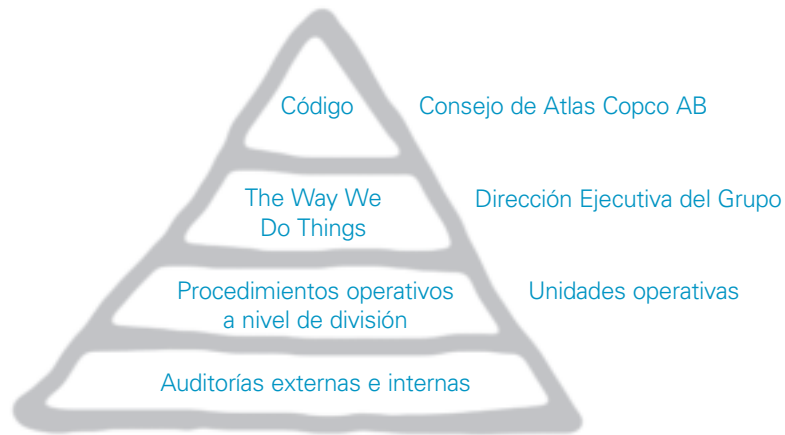 Código
Consejo de Atlas Copco AB
The Way We
Do Things
Dirección Ejecutiva del Grupo
Procedimientos operativos
a nivel de división
Unidades operativas
Auditorías externas e internas